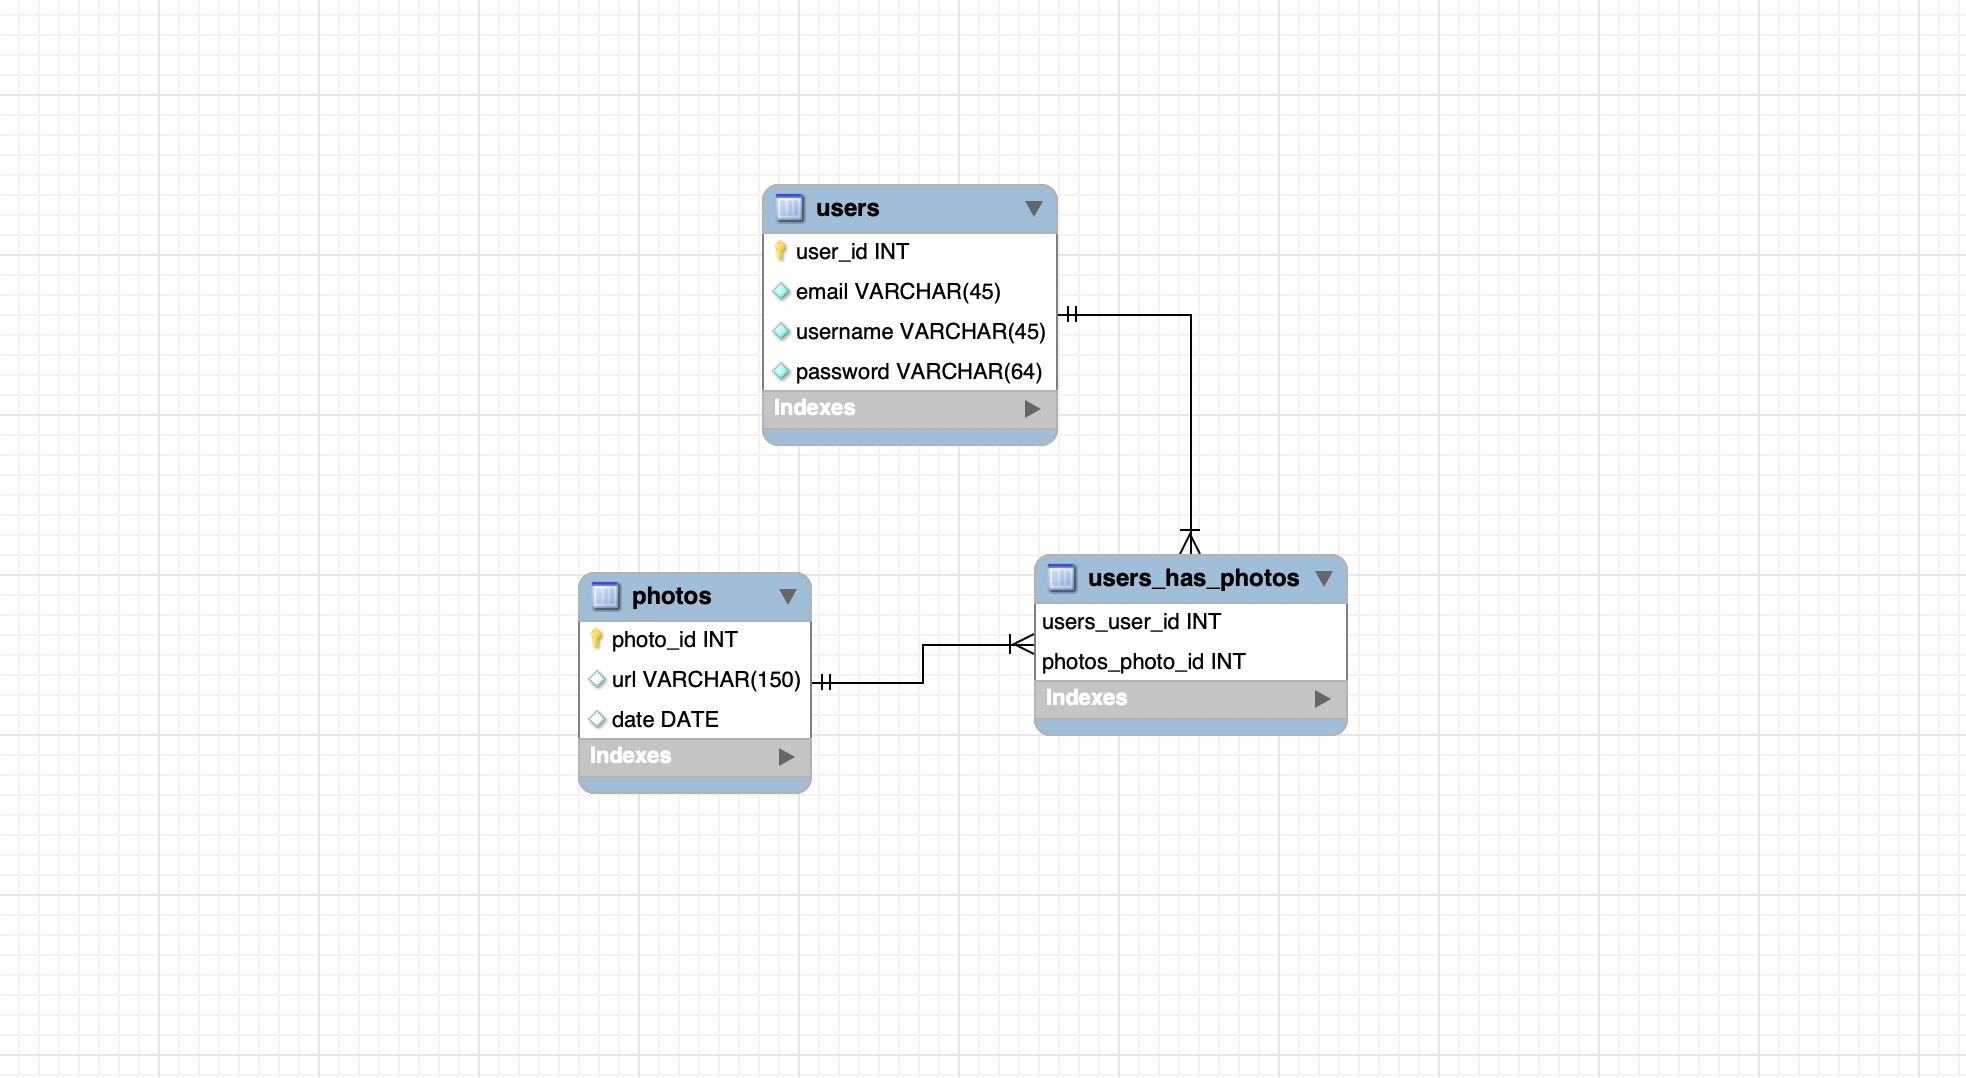 users
user_id INT
email VARCHAR(45)
username VARCHAR(45)
password VARCHAR(64)
Indexes
photos
photo_id INT
url VARCHAR(150)
date DATE
Indexes
users_has_photos
users_user_id INT
photos_photo_id INT
Indexes